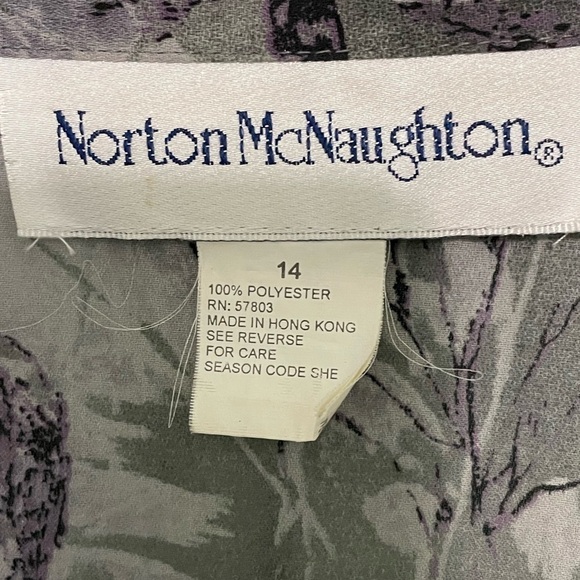 Norton McNaughton®
14
100% POLYESTER
RN: 57803
MADE IN HONG KONG
SEE REVERSE
FOR CARE
SEASON CODE SHE